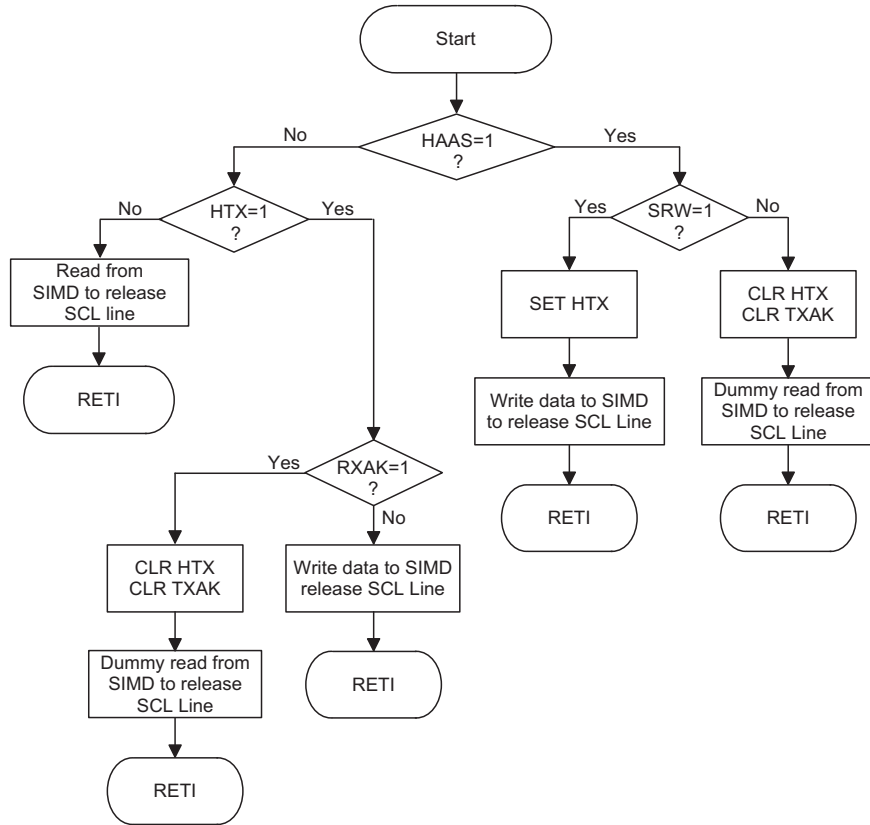 Start
HAAS=1
?
No
Yes
HTX=1
?
No
Yes
SRW=1
?
Yes
No
Read from
SIMD to release
SCL line
RETI
SET HTX
Write data to SIMD
to release SCL Line
RETI
CLR HTX
CLR TXAK
Dummy read from
SIMD to release
SCL Line
RETI
RXAK=1
?
Yes
No
CLR HTX
CLR TXAK
Dummy read from
SIMD to release
SCL Line
RETI
Write data to SIMD
release SCL Line
RETI